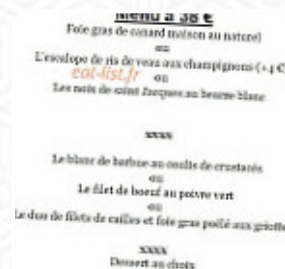 Menu à 38 €
Foie gras de canard maison au naturel
ou
L'escalope de ris de veau aux champignons (+4 €
eat-list.fr
ou
Les noix de saint Jacques au beurre blanc
xxxx
Le blanc de barbue au coulis de crustacés
ou
Le filet de boeuf au poivre vert
ou
Le duo de filets de cailles et foie gras poêlé aux griotte
xxxx
Dessert au choix